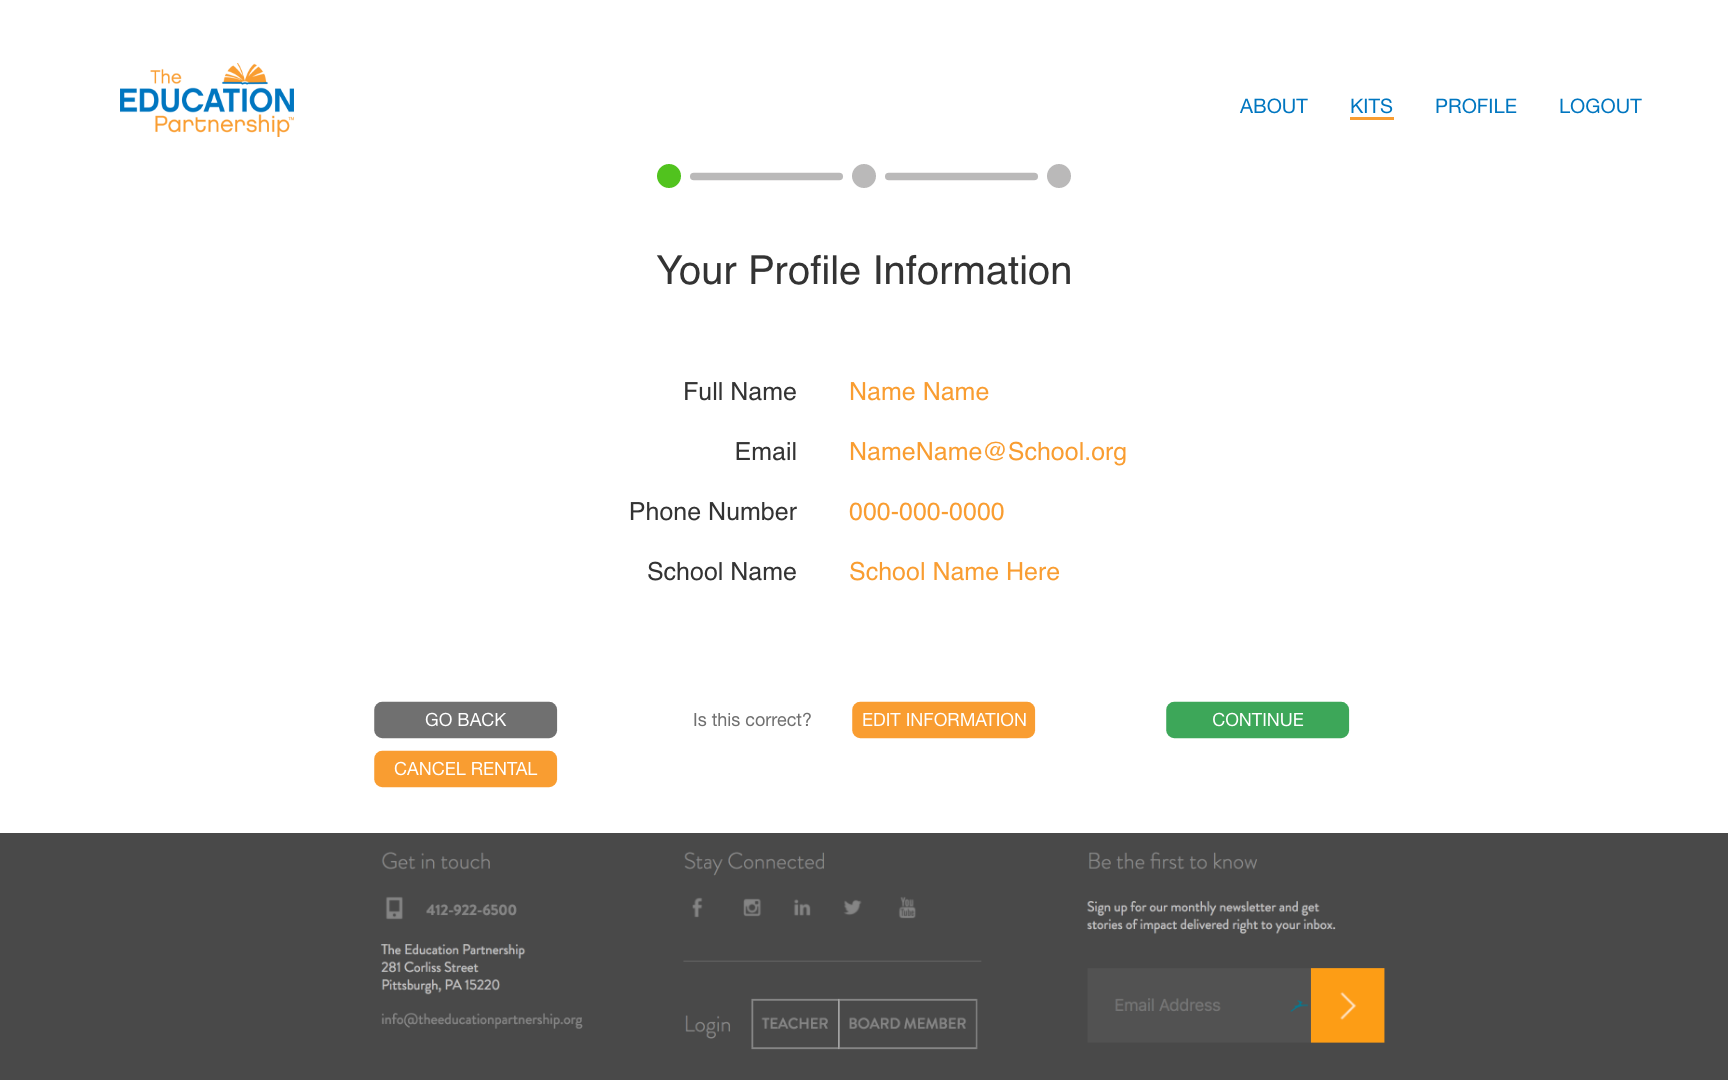 The
EDUCATION
Partnership™
ABOUT
KITS
PROFILE
LOGOUT
Your Profile Information
Full Name
Name Name
Email
NameName@School.org
Phone Number
000-000-0000
School Name
School Name Here
GO BACK
Is this correct?
EDIT INFORMATION
CONTINUE
CANCEL RENTAL
Get in touch
412-922-6500
The Education Partnership
281 Corliss Street
Pittsburgh, PA 15220
info@theeducationpartnership.org
Stay Connected
f
in
You
Tube
Login
TEACHER
BOARD MEMBER
Be the first to know
Sign up for our monthly newsletter and get
stories of impact delivered right to your inbox.
Email Address